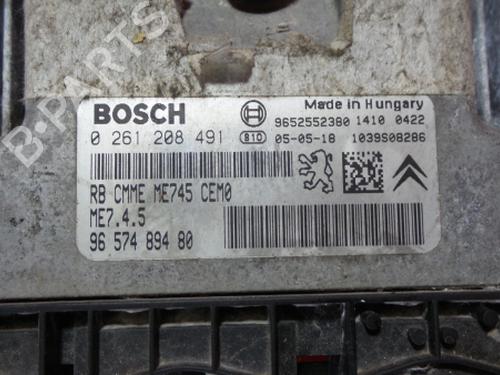 B-PARTS
BOSCH
Made in Hungary
9652552380 1410 0422
0 261 208 491 B10 05-05-18 1039S08286
RB CMME ME745 CEM0
ME7.4.5
96 574 894 80